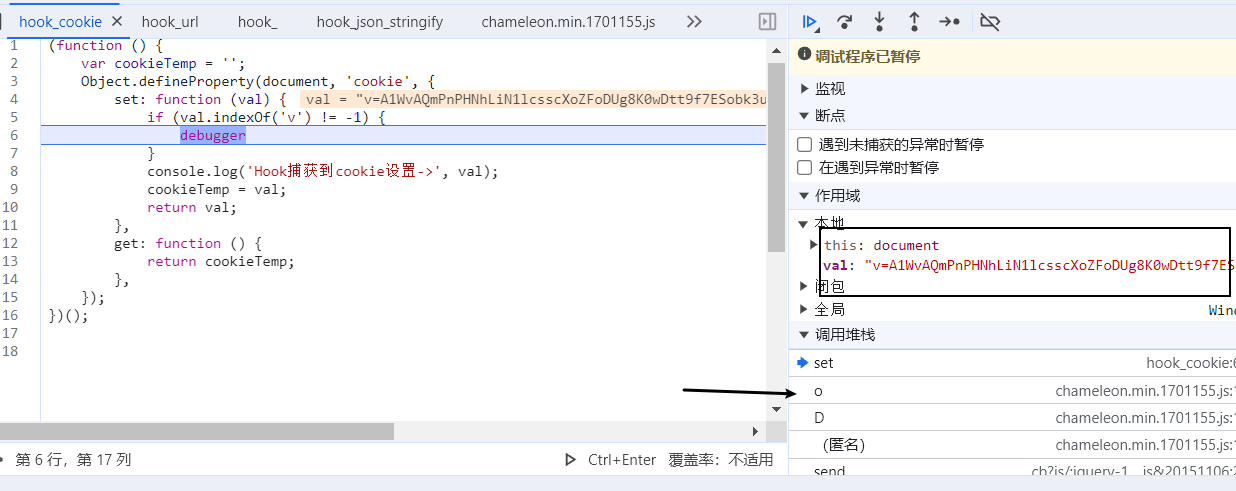 hook_cookie
hook_url
hook_
hook_json_stringify
chameleon.min.1701155.js
1 (function () {
2 var cookieTemp = '';
3 Object.defineProperty(document, 'cookie', {
4 set: function (val) { val = "v=A1WvAQmPnPHNhLiN1lcsscXoZFoDUg8K0wDtt9f7ESobk3u
5 if (val.indexOf('v') != -1) {
6 debugger
7 }
8 console.log('Hook捕获到cookie设置->', val);
9 cookieTemp = val;
10 return val;
11 },
12 get: function () {
13 return cookieTemp;
14 },
15 });
16 })();
17
18
第 6 行，第 17 列
Ctrl+Enter
覆盖率：不适用
调试程序已暂停
监视
断点
遇到未捕获的异常时暂停
在遇到异常时暂停
作用域
本地
this: document
val: "v=A1WvAQmPnPHNhLiN1lcsscXoZFoDUg8K0wDtt9f7ES
闭包
全局 Wind
调用堆栈
set hook_cookie:6
o chameleon.min.1701155.js:1
D chameleon.min.1701155.js:1
（匿名） chameleon.min.1701155.js:1
send cb?js/:jquery-1…js&20151106:2